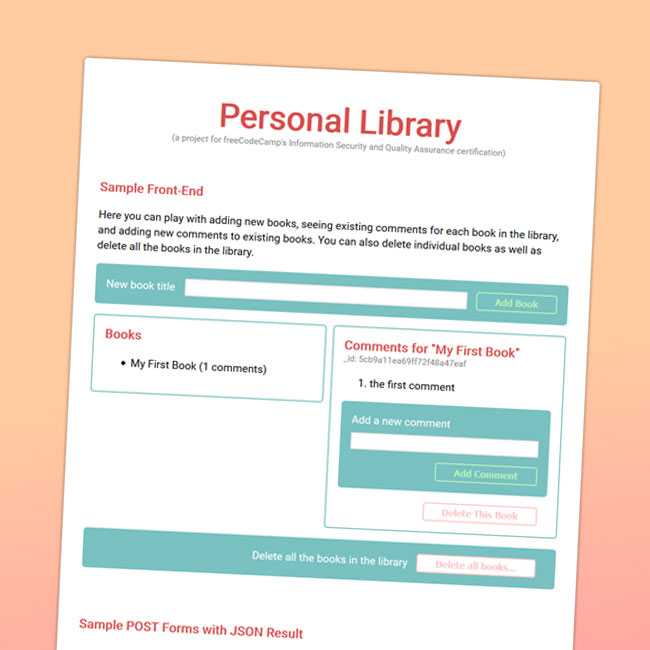 Personal Library
(a project for freeCodeCamp's Information Security and Quality Assurance certification)
Sample Front-End
Here you can play with adding new books, seeing existing comments for each book in the library,
and adding new comments to existing books. You can also delete individual books as well as
delete all the books in the library.
New book title
Add Book
Books
• My First Book (1 comments)
Comments for "My First Book"
_id: 5cb9a11ea69ff72f48a47eaf
1. the first comment
Add a new comment
Add Comment
Delete This Book
Delete all the books in the library
Delete all books...
Sample POST Forms with JSON Result